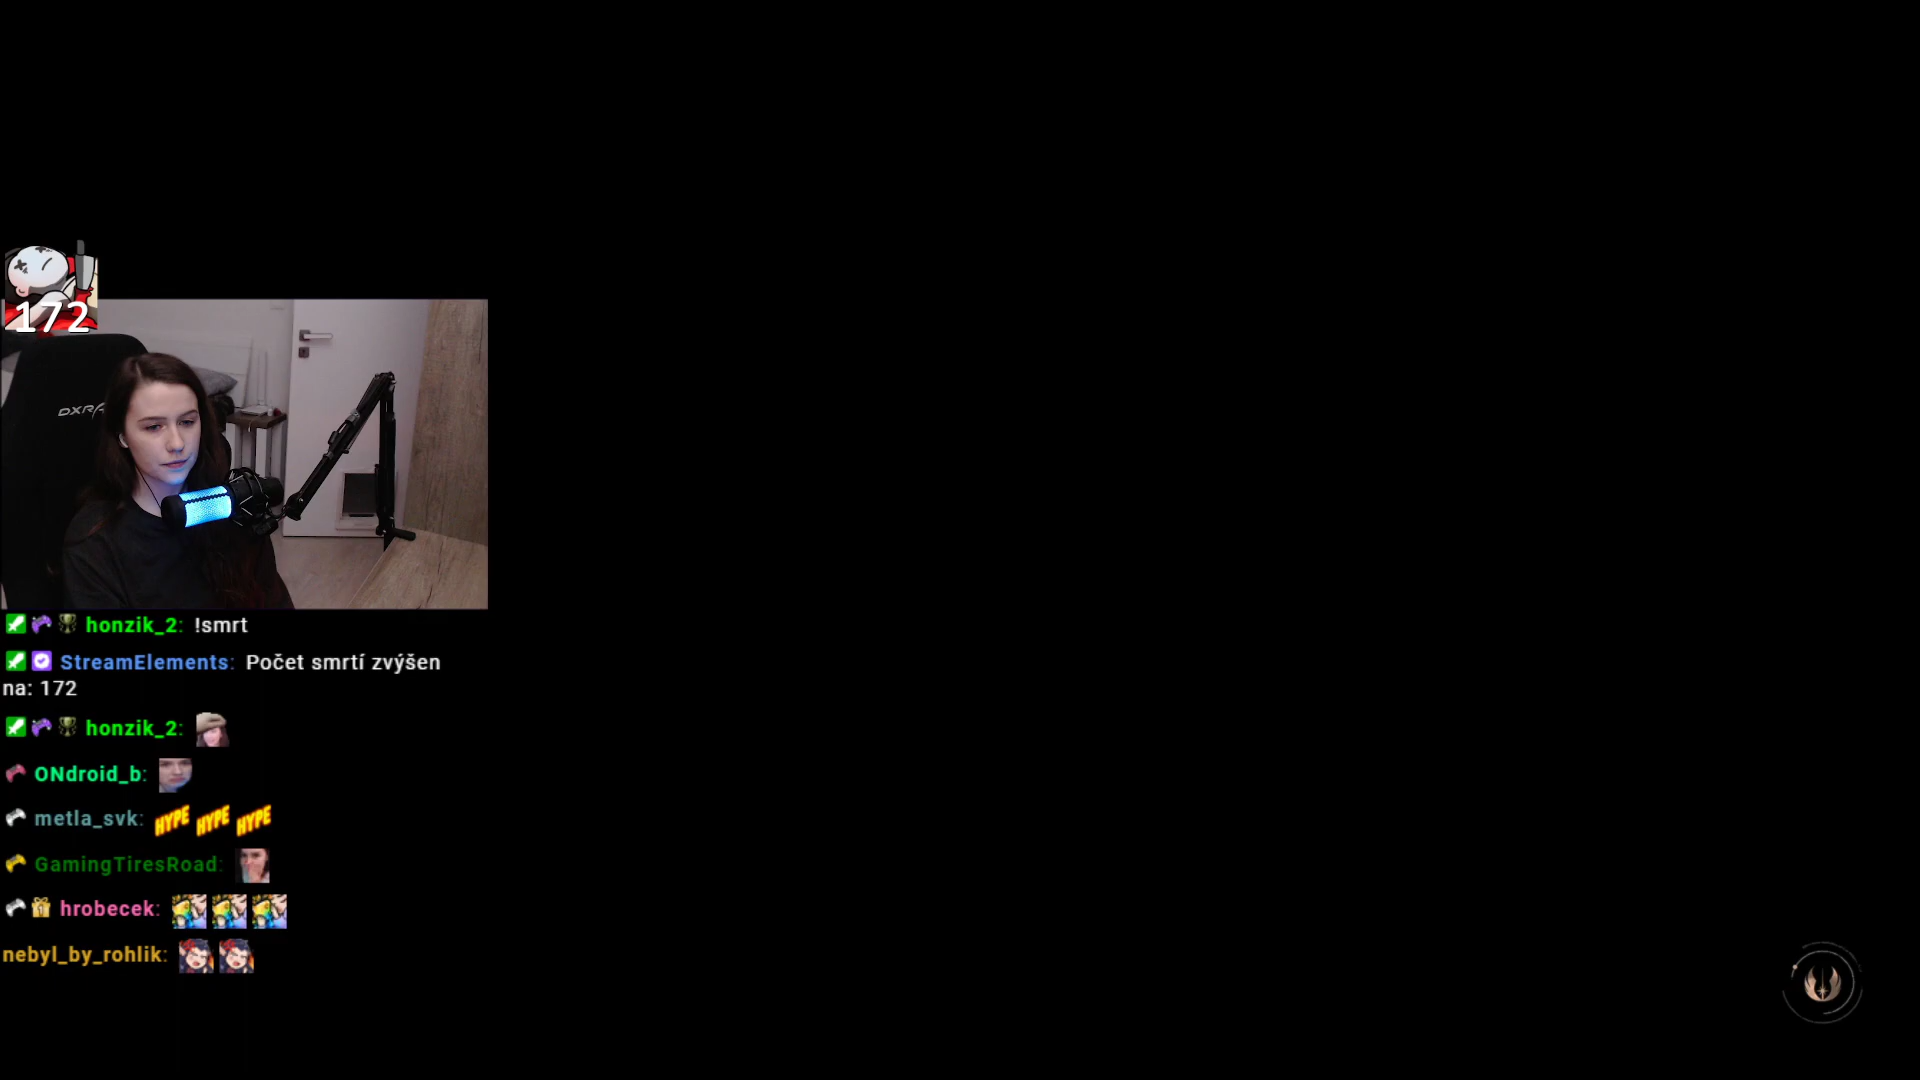 172
DXRA
honzik_2: !smrt
StreamElements: Počet smrtí zvýšen
na: 172
honzik_2:
ONdroid_b:
metla_svk: HYPE HYPE HYPE
GamingTiresRoad:
hrobecek:
nebyl_by_rohlik: